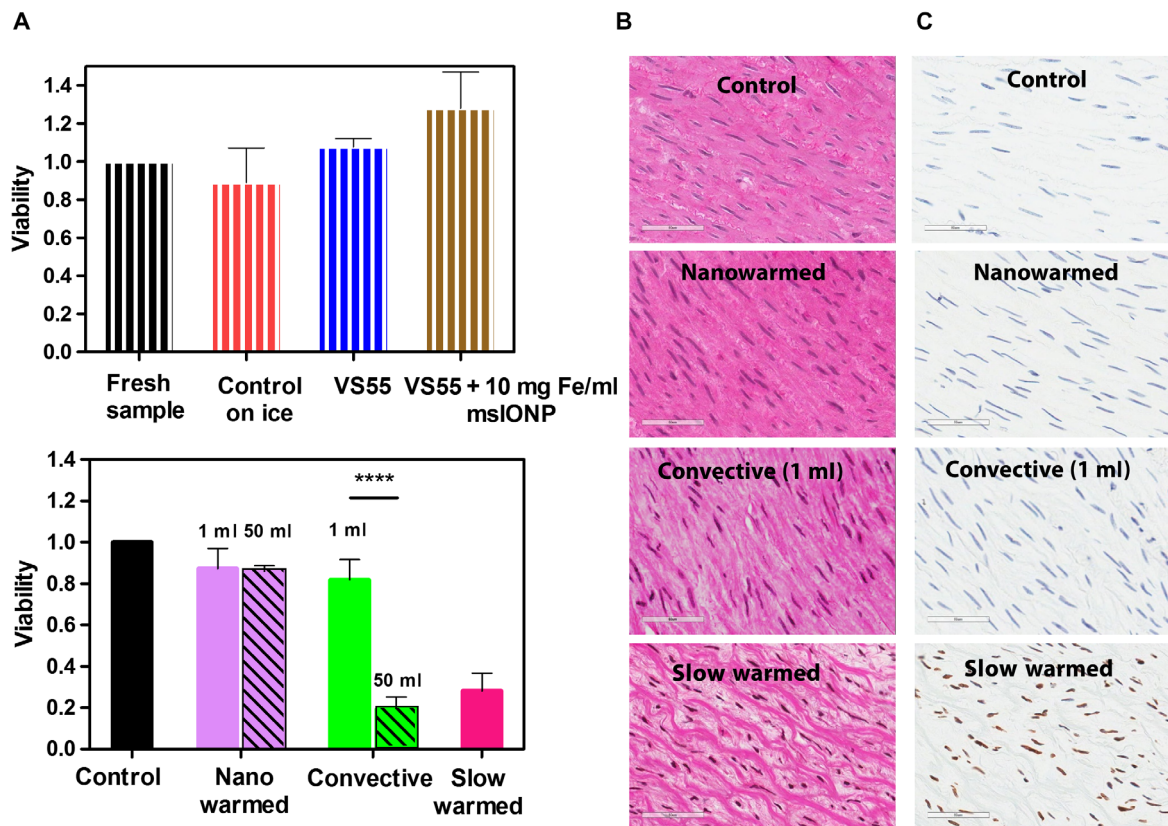 A
B
C
Viability
1.4
1.2
1.0
0.8
0.6
0.4
0.2
0.0
Fresh
sample
Control
on ice
VS55
VS55 + 10 mg Fe/ml
msIONP
Viability
1.4
1.2
1.0
0.8
0.6
0.4
0.2
0.0
1 ml 50 ml
1 ml
****
50 ml
Control
Nano
warmed
Convective
Slow
warmed
Control
Nanowarmed
Convective (1 ml)
Slow warmed
Control
Nanowarmed
Convective (1 ml)
Slow warmed